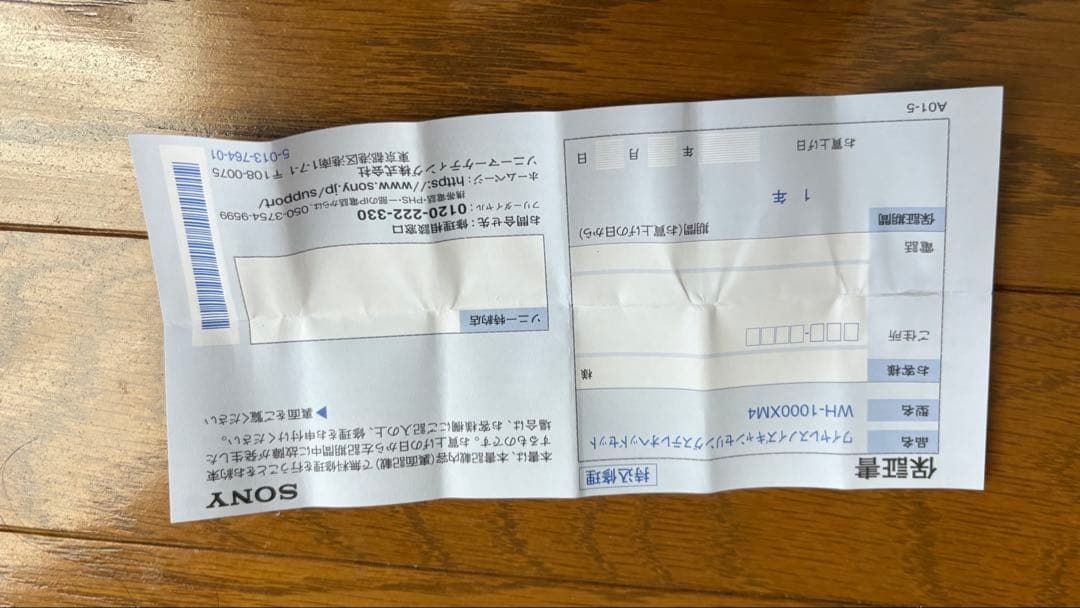 保証書
持込修理
品名
ワイヤレスノイズキャンセリングステレオヘッドセット
型名
WH-1000XM4
お客様
様
ご住所
□□□-□□□□
電話
保証期間
期間(お買上げの日から)
1 年
お買上げ日
年 月 日
A01-5
SONY
本書は、本書記載内容(裏面記載)で無料修理を行うことをお約束
するものです。お買上げの日から左記期間中に故障が発生した
場合は、お客様欄にご記入の上、修理をお申付けください。
▶裏面をご覧ください
ソニー特約店
お問合せ先:修理相談窓口
フリーダイヤル:0120-222-330
携帯電話・PHS・一部のIP電話からは、050-3754-9599
ホームページ:https://www.sony.jp/support/
ソニーマーケティング株式会社
東京都港区港南1-7-1 〒108-0075
5-013-764-01